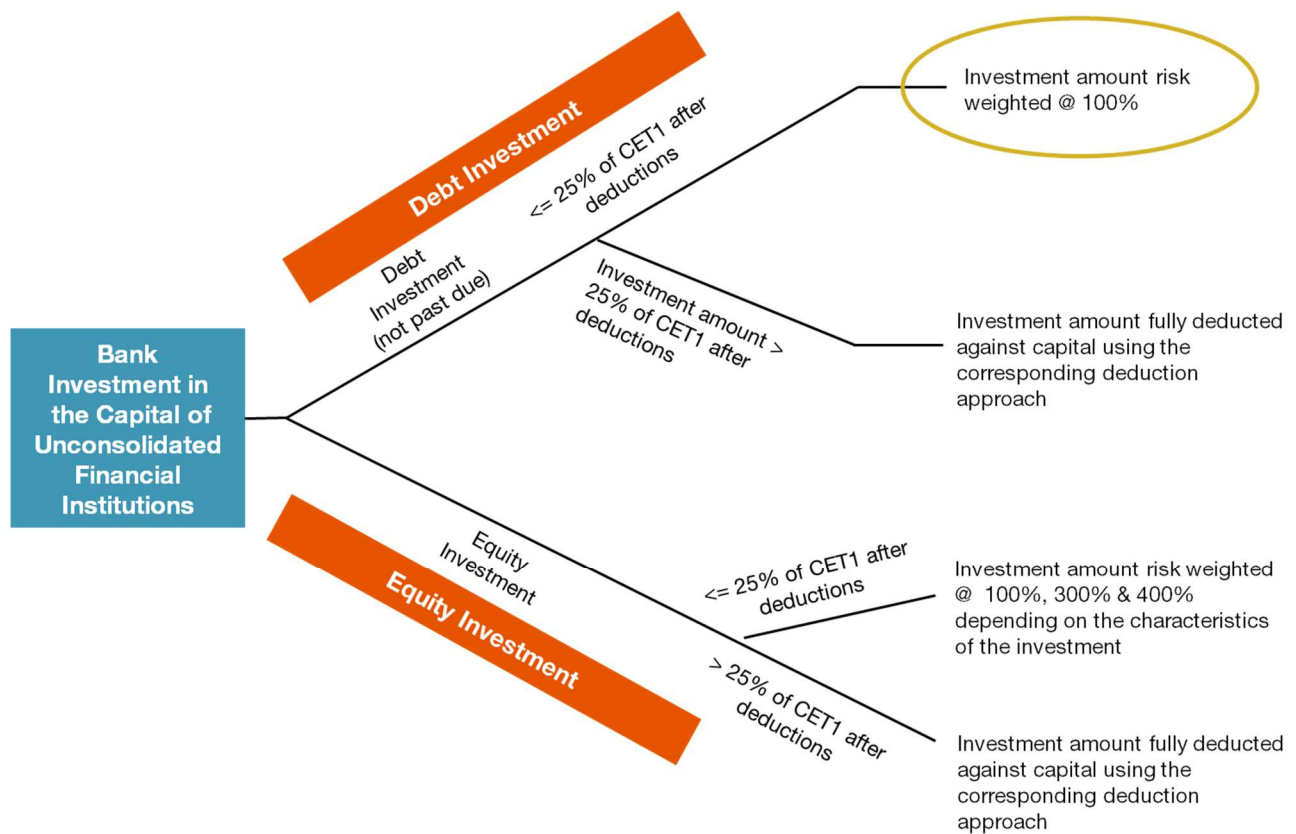 Bank
Investment in
the Capital of
Unconsolidated
Financial
Institutions
Debt Investment
Debt
Investment
(not past due)
<= 25% of CET1 after
deductions
Investment amount risk
weighted @ 100%
Investment amount >
25% of CET1 after
deductions
Investment amount fully deducted
against capital using the
corresponding deduction
approach
Equity
Investment
Equity Investment
<= 25% of CET1 after
deductions
Investment amount risk weighted
@ 100%, 300% & 400%
depending on the characteristics
of the investment
> 25% of CET1 after
deductions
Investment amount fully deducted
against capital using the
corresponding deduction
approach